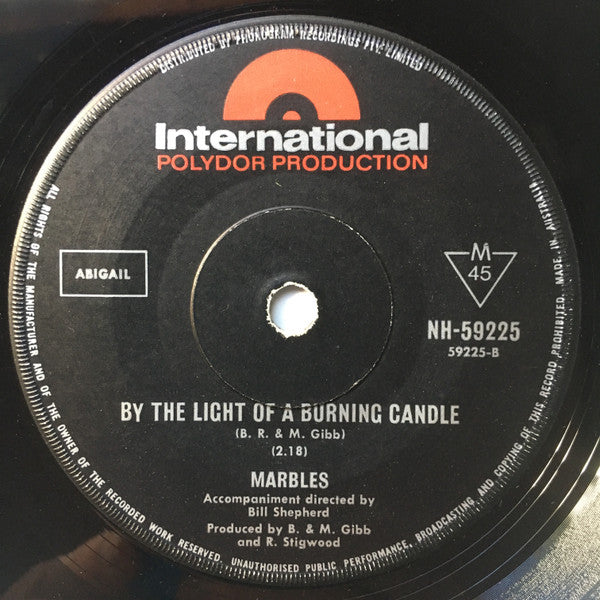 DISTRIBUTED BY PHONOGRAM RECORDINGS PTY. LIMITED
International
POLYDOR PRODUCTION
ABIGAIL
M
45
NH-59225
59225-B
BY THE LIGHT OF A BURNING CANDLE
(B. R. & M. Gibb)
(2.18)
MARBLES
Accompaniment directed by
Bill Shepherd
Produced by B. & M. Gibb
and R. Stigwood
ALL RIGHTS OF THE MANUFACTURER AND OF THE OWNER OF THE RECORDED WORK RESERVED. UNAUTHORISED PUBLIC PERFORMANCE, BROADCASTING AND COPYING OF THIS RECORD PROHIBITED. MADE IN AUSTRALIA